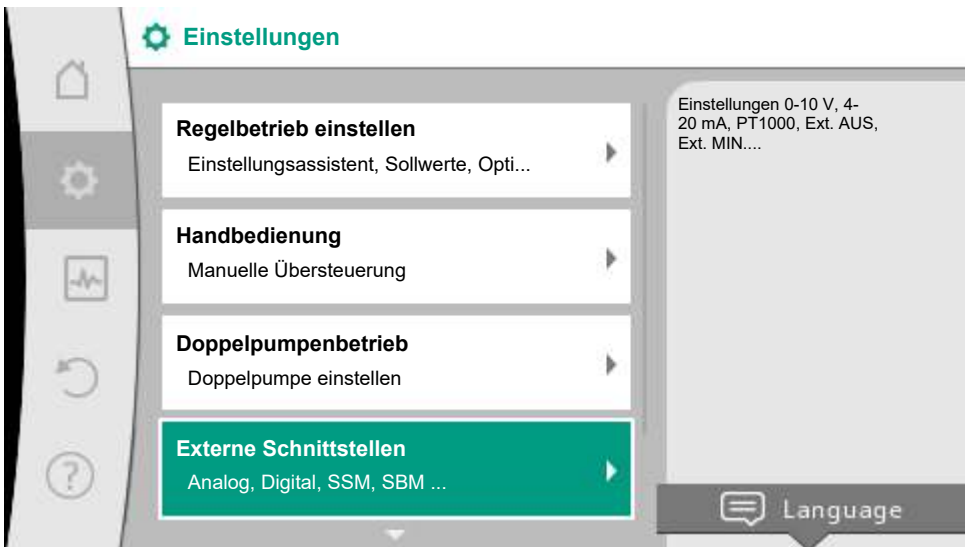 Einstellungen
Regelbetrieb einstellen
Einstellungsassistent, Sollwerte, Opti...
Handbedienung
Manuelle Übersteuerung
Doppelpumpenbetrieb
Doppelpumpe einstellen
Externe Schnittstellen
Analog, Digital, SSM, SBM ...
Einstellungen 0-10 V, 4-
20 mA, PT1000, Ext. AUS,
Ext. MIN....
Language